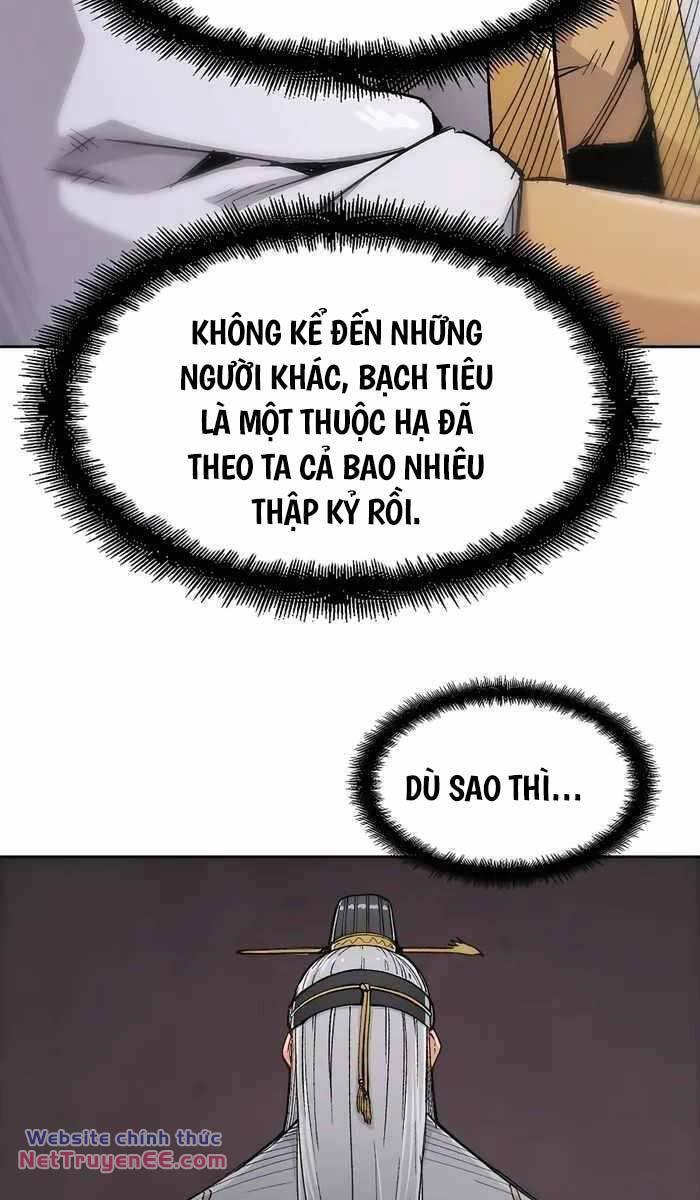 KHÔNG KỂ ĐẾN NHỮNG
NGƯỜI KHÁC, BẠCH TIÊU
LÀ MỘT THUỘC HẠ ĐÃ
THEO TA CẢ BAO NHIÊU
THẬP KỶ RỒI.
DÙ SAO THÌ...
Website chính thức
NetTruyenEE.com